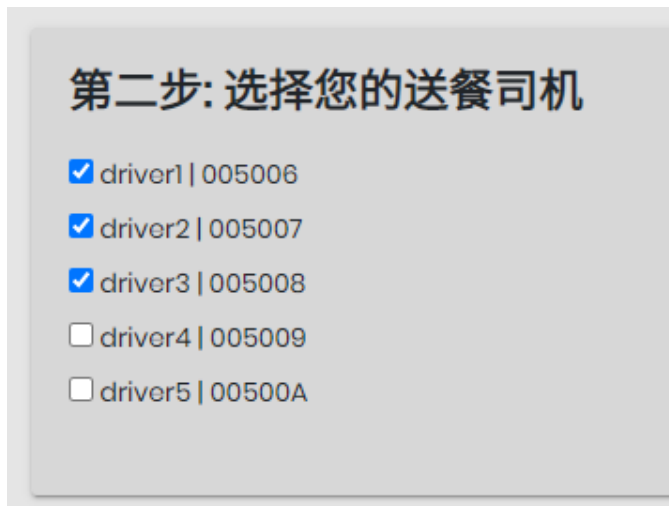 第二步: 选择您的送餐司机
driver1 | 005006
driver2 | 005007
driver3 | 005008
driver4 | 005009
driver5 | 00500A